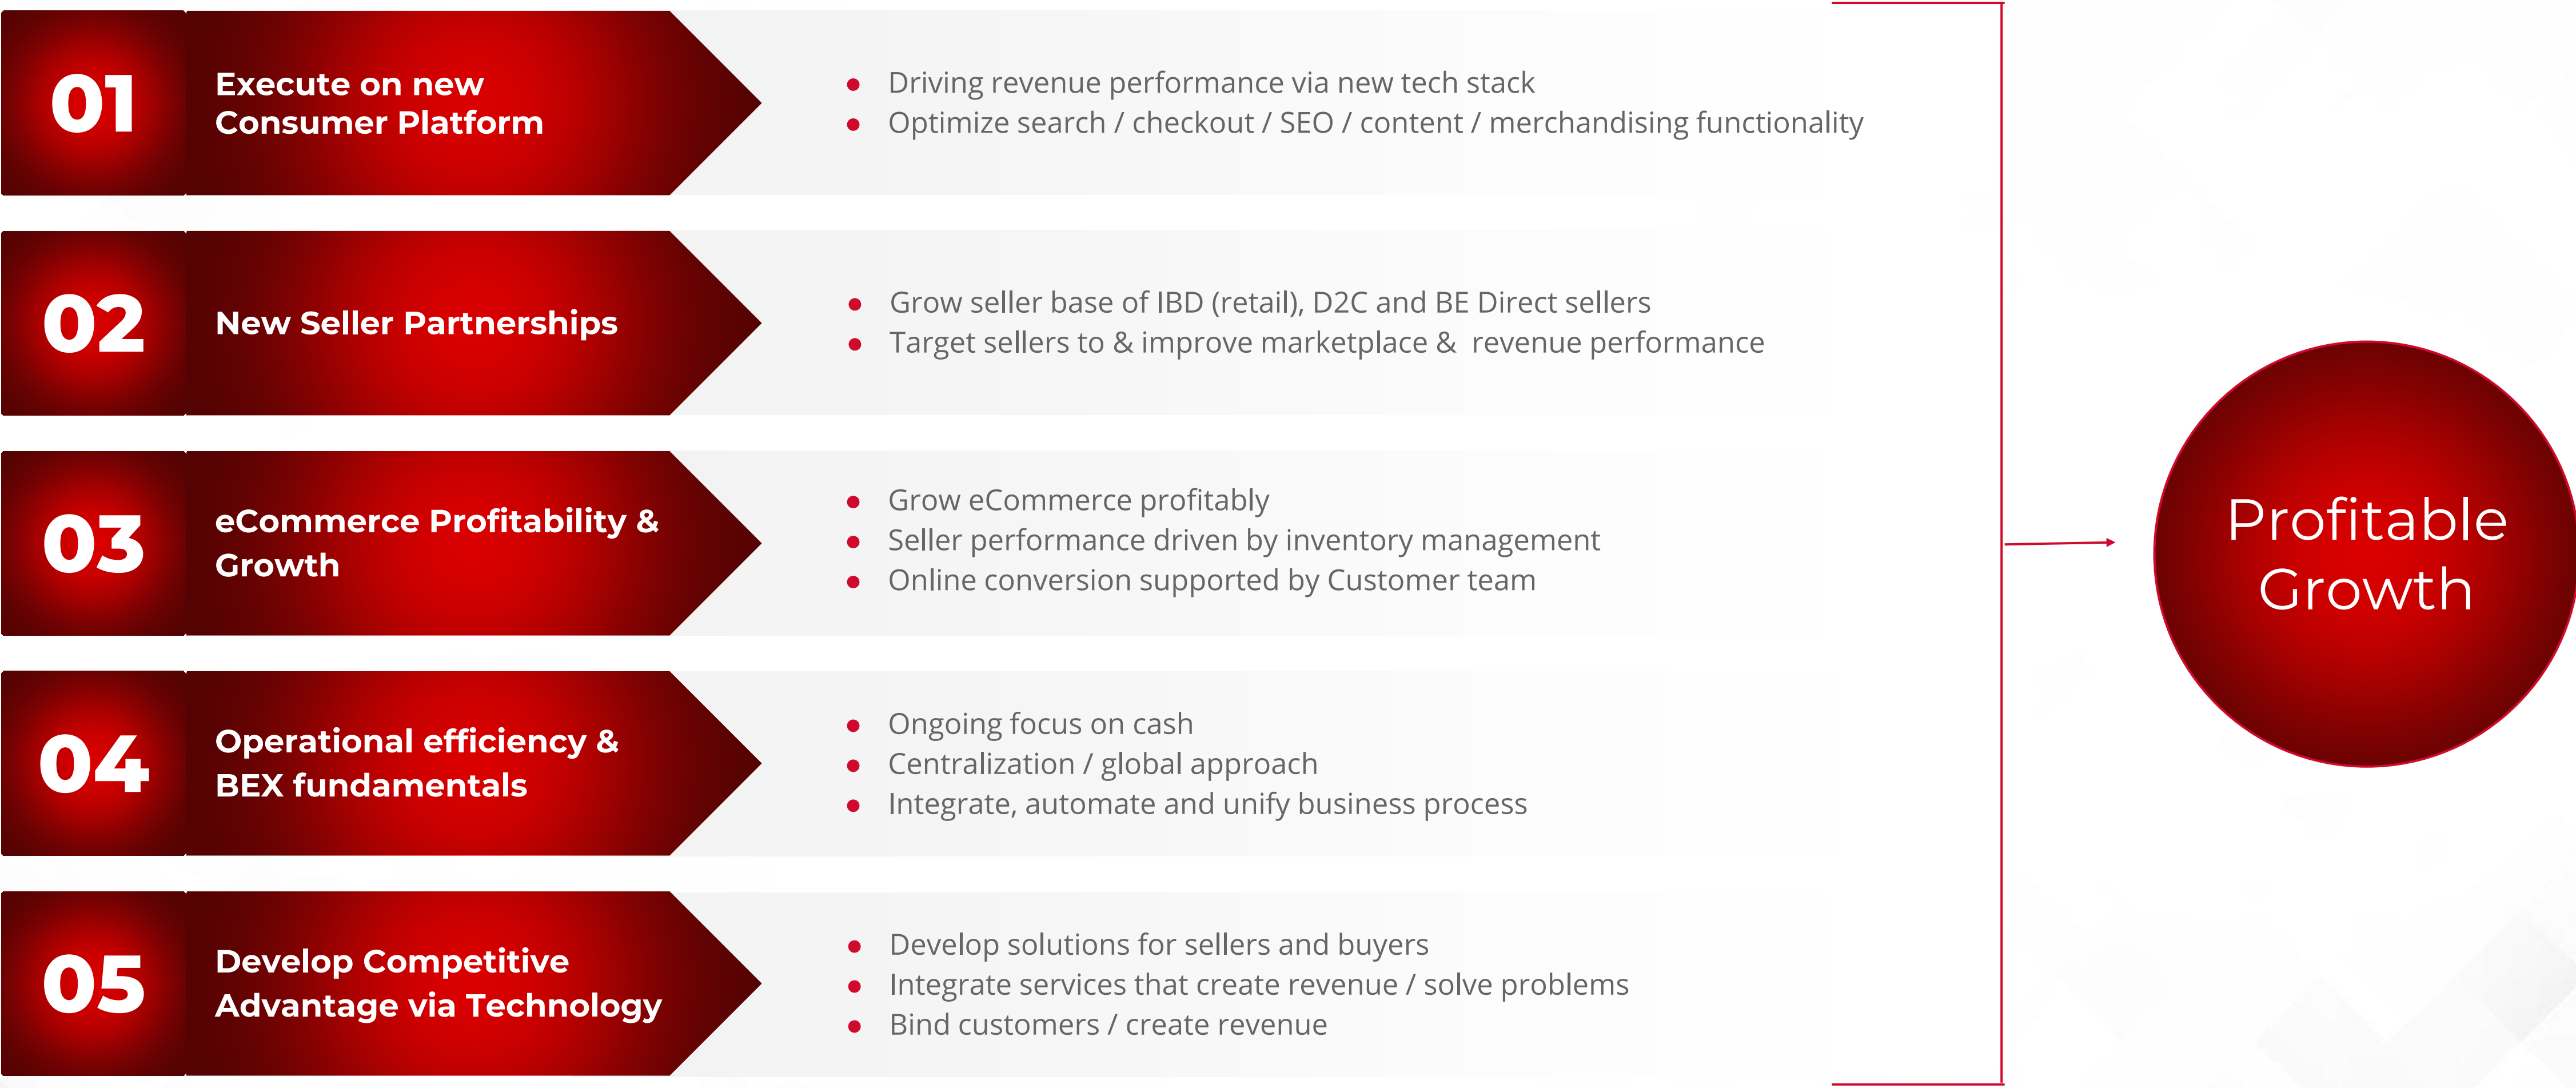 01
Execute on new
Consumer Platform
● Driving revenue performance via new tech stack
● Optimize search / checkout / SEO / content / merchandising functionality
02
New Seller Partnerships
● Grow seller base of IBD (retail), D2C and BE Direct sellers
● Target sellers to & improve marketplace &  revenue performance
03
eCommerce Profitability &
Growth
● Grow eCommerce profitably
● Seller performance driven by inventory management
● Online conversion supported by Customer team
04
Operational efficiency &
BEX fundamentals
● Ongoing focus on cash
● Centralization / global approach
● Integrate, automate and unify business process
05
Develop Competitive
Advantage via Technology
● Develop solutions for sellers and buyers
● Integrate services that create revenue / solve problems
● Bind customers / create revenue
Profitable
Growth